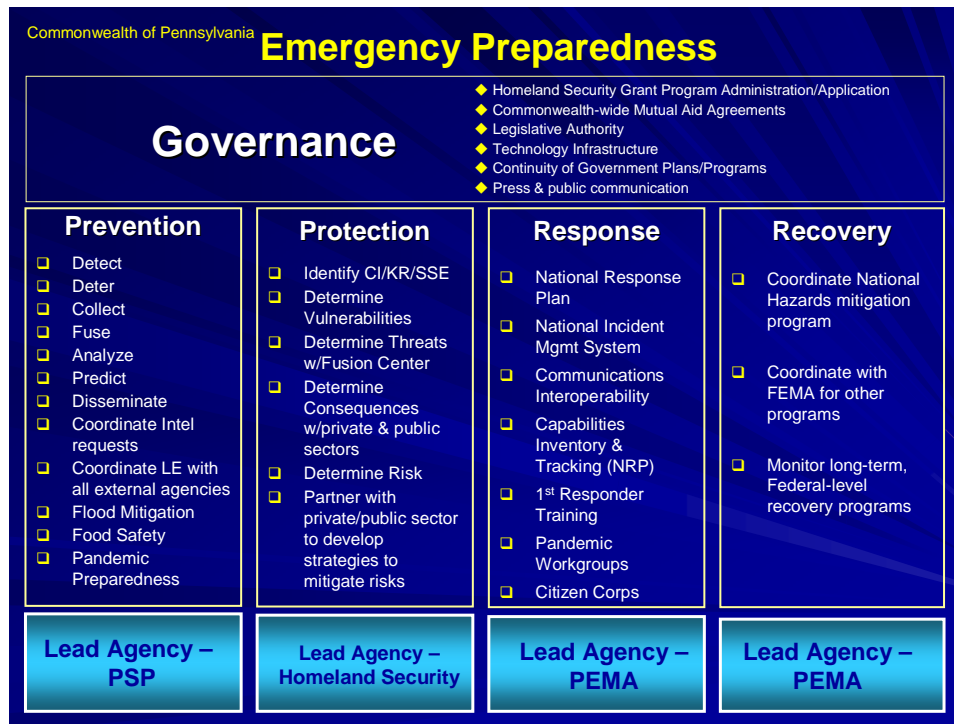 Commonwealth of Pennsylvania
Emergency Preparedness
Governance
Homeland Security Grant Program Administration/Application
Commonwealth-wide Mutual Aid Agreements
Legislative Authority
Technology Infrastructure
Continuity of Government Plans/Programs
Press & public communication
Prevention
Detect
Deter
Collect
Fuse
Analyze
Predict
Disseminate
Coordinate Intel
requests
Coordinate LE with
all external agencies
Flood Mitigation
Food Safety
Pandemic
Preparedness
Lead Agency –
PSP
Protection
Identify CI/KR/SSE
Determine
Vulnerabilities
Determine Threats
w/Fusion Center
Determine
Consequences
w/private & public
sectors
Determine Risk
Partner with
private/public sector
to develop
strategies to
mitigate risks
Lead Agency –
Homeland Security
Response
National Response
Plan
National Incident
Mgmt System
Communications
Interoperability
Capabilities
Inventory &
Tracking (NRP)
1st Responder
Training
Pandemic
Workgroups
Citizen Corps
Lead Agency –
PEMA
Recovery
Coordinate National
Hazards mitigation
program
Coordinate with
FEMA for other
programs
Monitor long-term,
Federal-level
recovery programs
Lead Agency –
PEMA